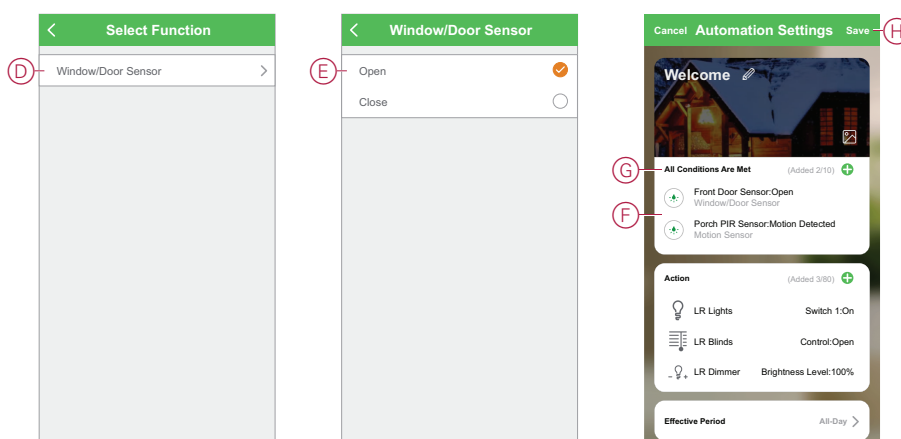 Select Function
D
Window/Door Sensor
Window/Door Sensor
E
Open
Close
Cancel Automation Settings Save
H
Welcome
G
All Conditions Are Met (Added 2/10)
Front Door Sensor:Open
Window/Door Sensor
F
Porch PIR Sensor:Motion Detected
Motion Sensor
Action (Added 3/80)
LR Lights Switch 1:On
LR Blinds Control:Open
LR Dimmer Brightness Level:100%
Effective Period All-Day